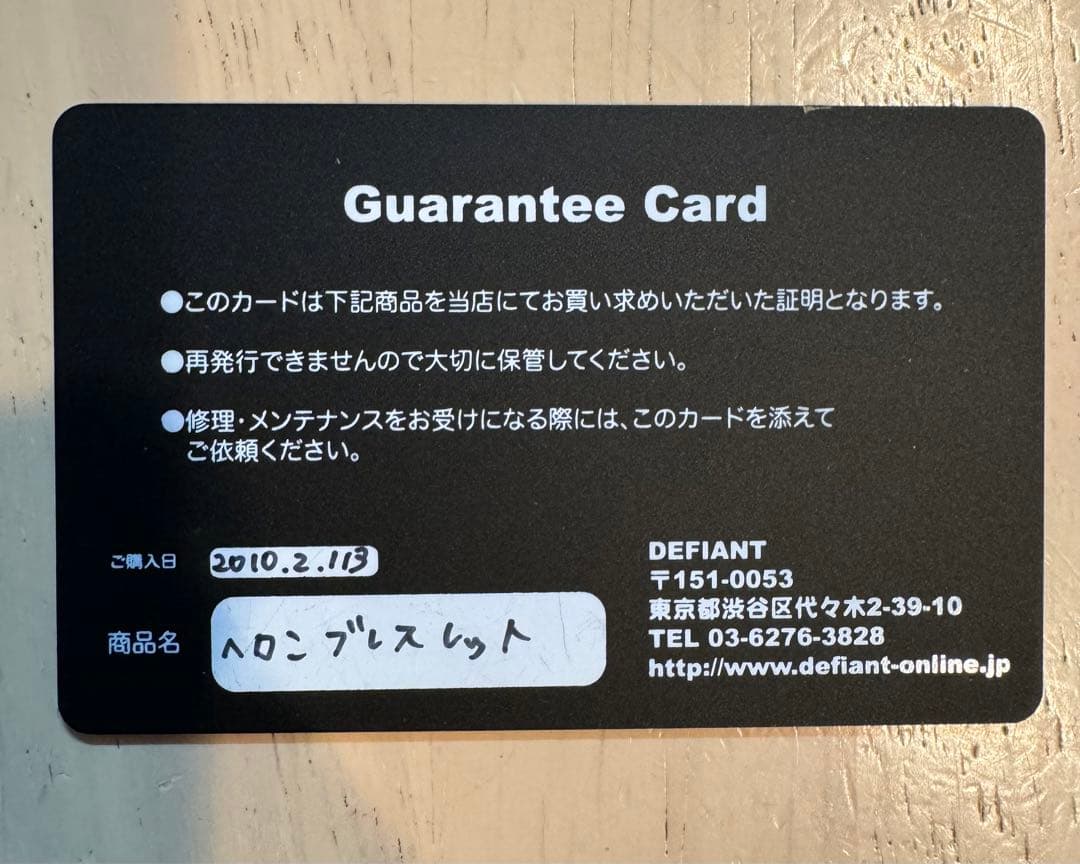 Guarantee Card
●このカードは下記商品を当店にてお買い求めいただいた証明となります。
●再発行できませんので大切に保管してください。
●修理・メンテナンスをお受けになる際には、このカードを添えて
ご依頼ください。
ご購入日 2010.2.113
商品名 ヘロンブレスレット
DEFIANT
〒151-0053
東京都渋谷区代々木2-39-10
TEL 03-6276-3828
http://www.defiant-online.jp